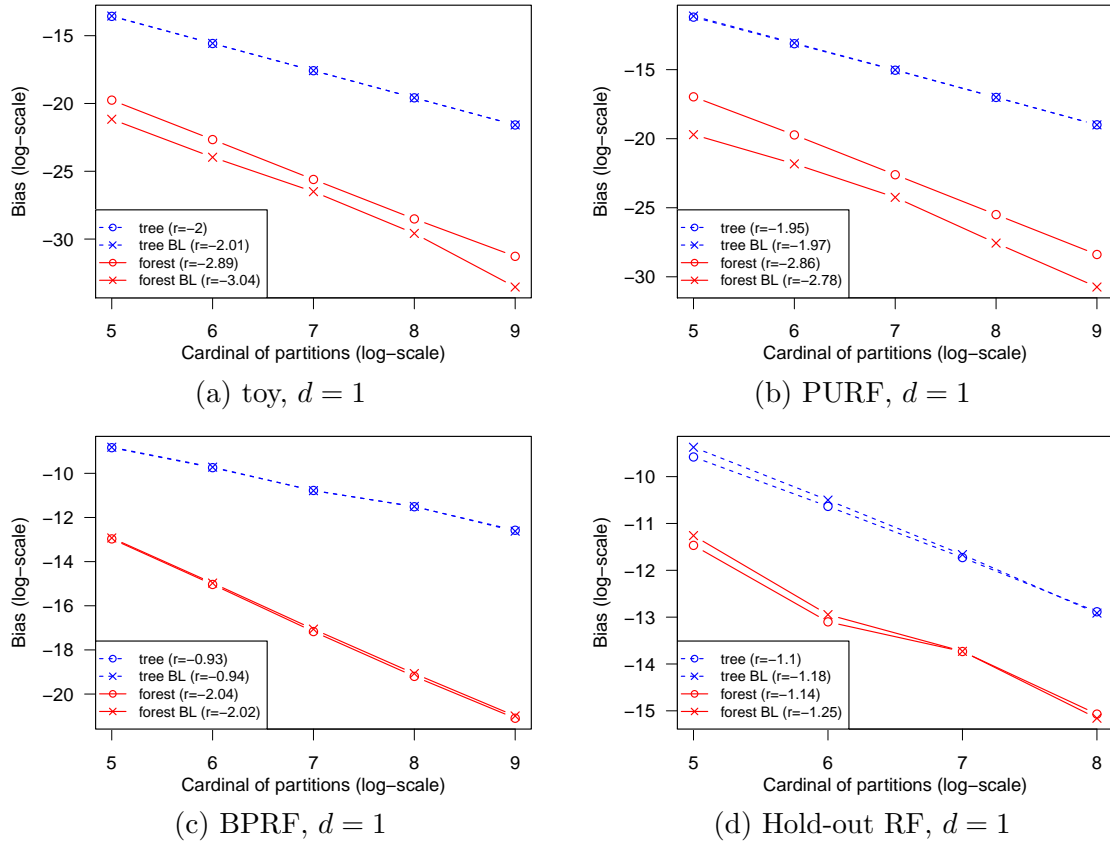 −15
−20
−25
−30
Bias (log−scale)
tree (r=−2)
tree BL (r=−2.01)
forest (r=−2.89)
forest BL (r=−3.04)
5 6 7 8 9
Cardinal of partitions (log−scale)
(a) toy, d = 1
−15
−20
−25
−30
Bias (log−scale)
tree (r=−1.95)
tree BL (r=−1.97)
forest (r=−2.86)
forest BL (r=−2.78)
5 6 7 8 9
Cardinal of partitions (log−scale)
(b) PURF, d = 1
−10
−12
−14
−16
−18
−20
Bias (log−scale)
tree (r=−0.93)
tree BL (r=−0.94)
forest (r=−2.04)
forest BL (r=−2.02)
5 6 7 8 9
Cardinal of partitions (log−scale)
(c) BPRF, d = 1
−10
−11
−12
−13
−14
−15
Bias (log−scale)
tree (r=−1.1)
tree BL (r=−1.18)
forest (r=−1.14)
forest BL (r=−1.25)
5 6 7 8
Cardinal of partitions (log−scale)
(d) Hold-out RF, d = 1